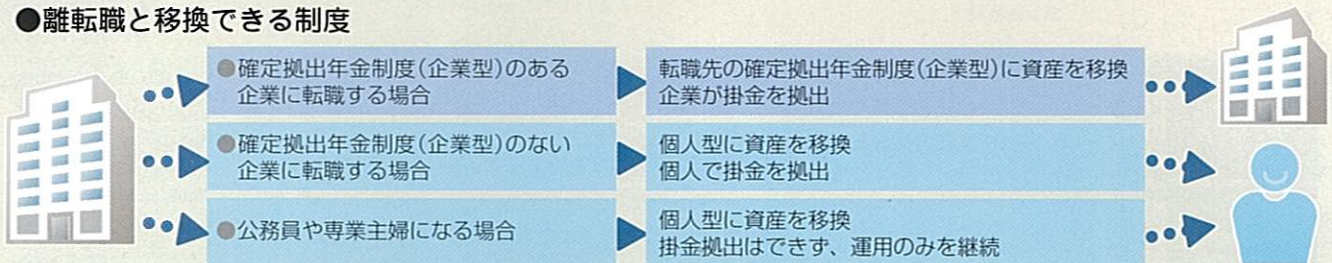 ●離転職と移換できる制度
●確定拠出年金制度(企業型)のある
企業に転職する場合
転職先の確定拠出年金制度(企業型)に資産を移換
企業が掛金を拠出
●確定拠出年金制度(企業型)のない
企業に転職する場合
個人型に資産を移換
個人で掛金を拠出
●公務員や専業主婦になる場合
個人型に資産を移換
掛金拠出はできず、運用のみを継続